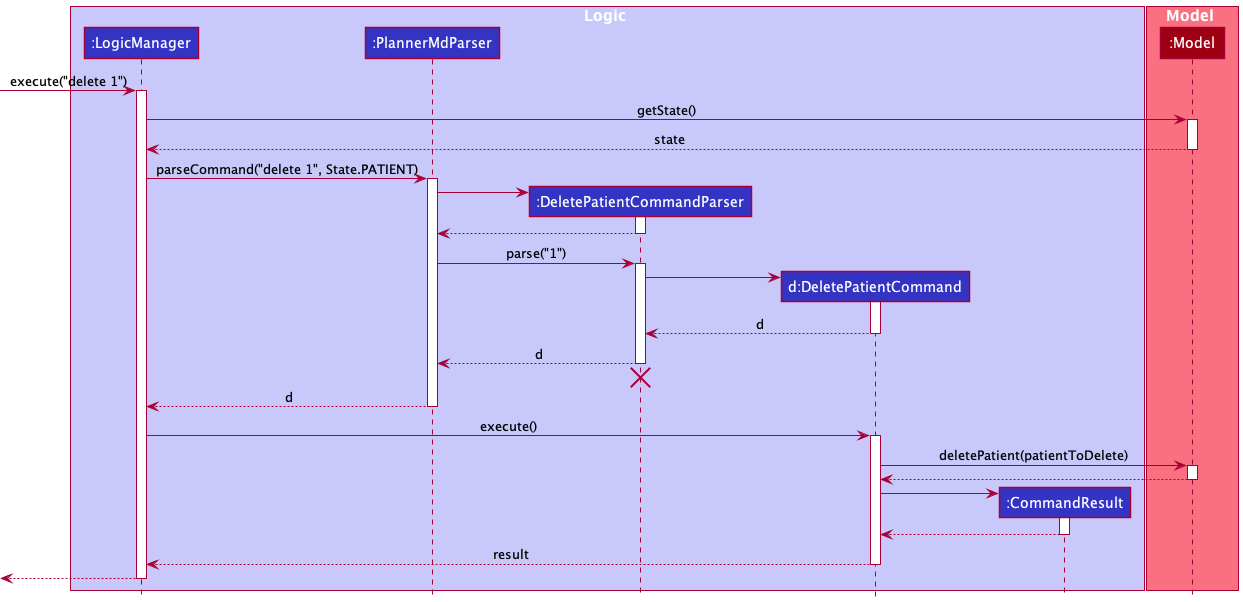 Logic
Model
:LogicManager
:PlannerMdParser
:Model
execute("delete 1")
getState()
state
parseCommand("delete 1", State.PATIENT)
:DeletePatientCommandParser
parse("1")
d:DeletePatientCommand
d
d
d
execute()
deletePatient(patientToDelete)
:CommandResult
result